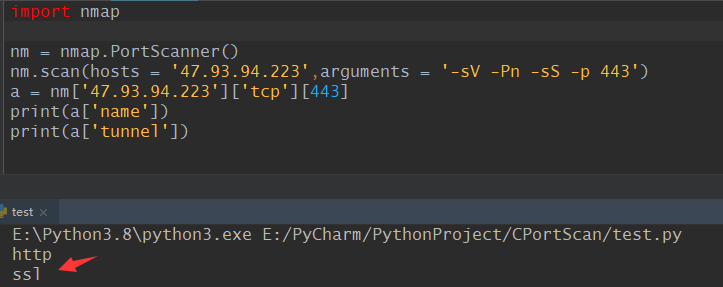 import nmap
nm = nmap.PortScanner()
nm.scan(hosts = '47.93.94.223',arguments = '-sV -Pn -sS -p 443')
a = nm['47.93.94.223']['tcp'][443]
print(a['name'])
print(a['tunnel'])
test ×
E:\Python3.8\python3.exe E:/PyCharm/PythonProject/CPortScan/test.py
http
ssl